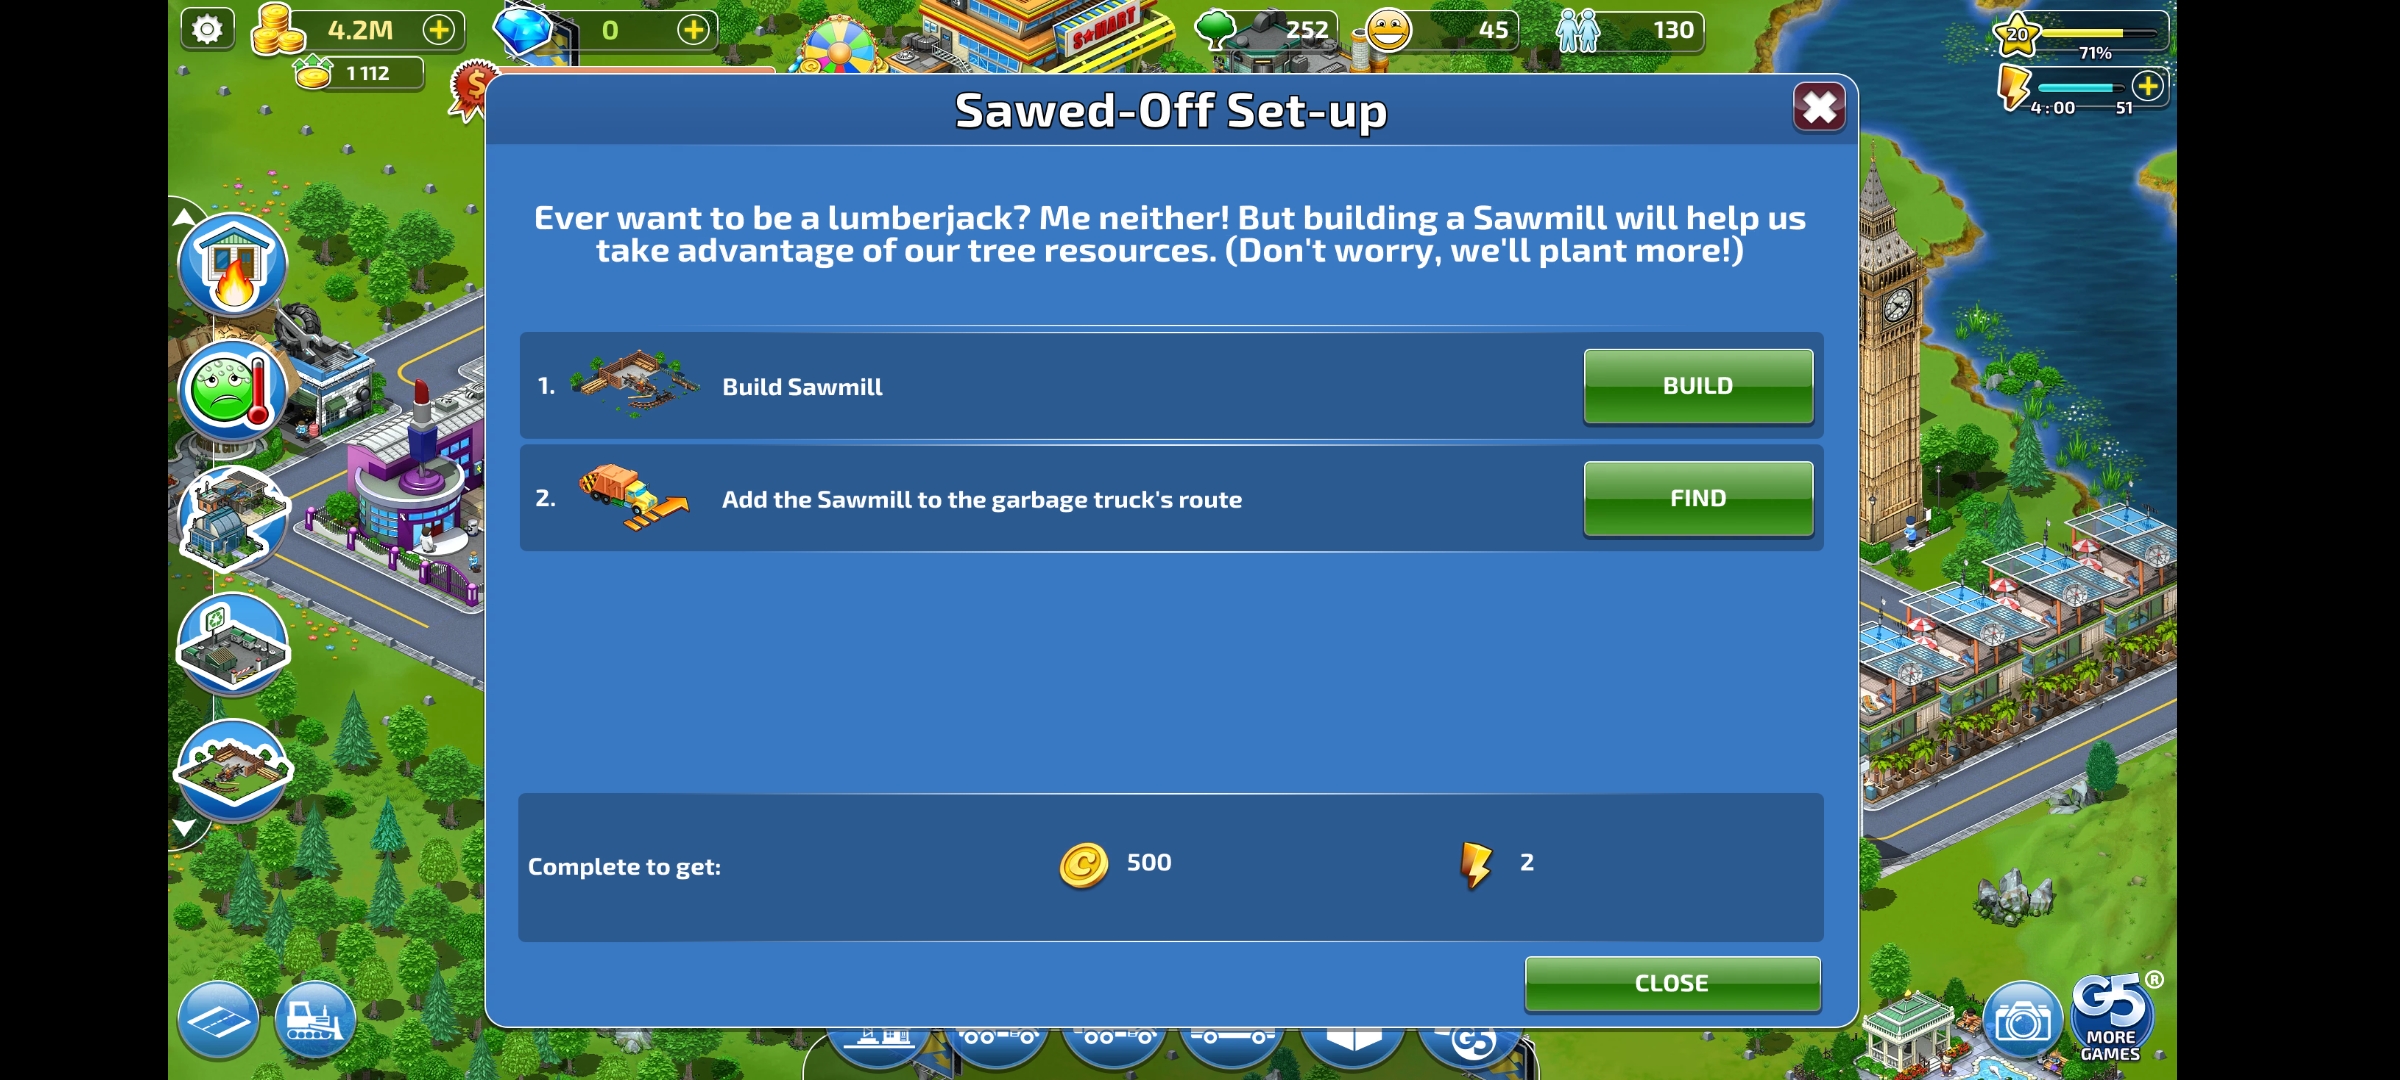 4.2M
0
S★MART
252
45
130
20
71%
1 112
4:00
51
Sawed-Off Set-up
Ever want to be a lumberjack? Me neither! But building a Sawmill will help us
take advantage of our tree resources. (Don't worry, we'll plant more!)
1.
Build Sawmill
BUILD
2.
Add the Sawmill to the garbage truck's route
FIND
Complete to get:
500
2
CLOSE
G5
G5®
MORE
GAMES